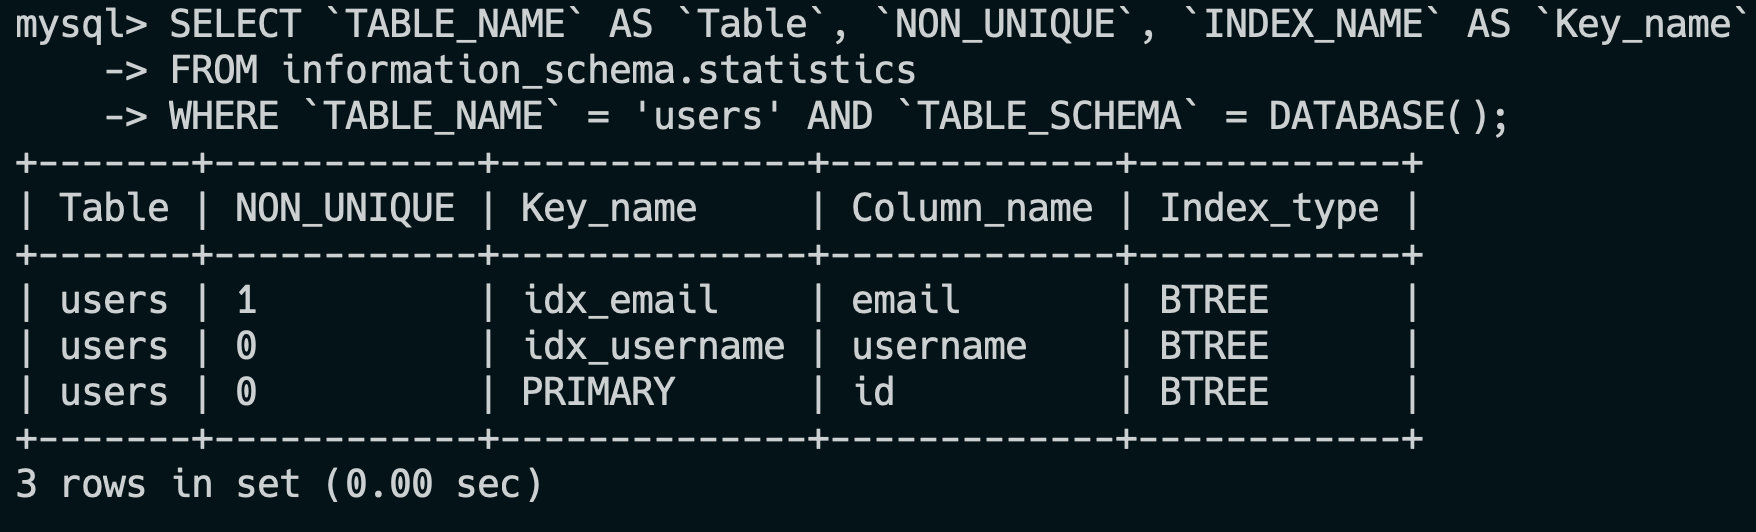 mysql> SELECT `TABLE_NAME` AS `Table`, `NON_UNIQUE`, `INDEX_NAME` AS `Key_name`
    -> FROM information_schema.statistics
    -> WHERE `TABLE_NAME` = 'users' AND `TABLE_SCHEMA` = DATABASE();
+-------+------------+--------------+-------------+------------+
| Table | NON_UNIQUE | Key_name     | Column_name | Index_type |
+-------+------------+--------------+-------------+------------+
| users | 1          | idx_email    | email       | BTREE      |
| users | 0          | idx_username | username    | BTREE      |
| users | 0          | PRIMARY      | id          | BTREE      |
+-------+------------+--------------+-------------+------------+
3 rows in set (0.00 sec)